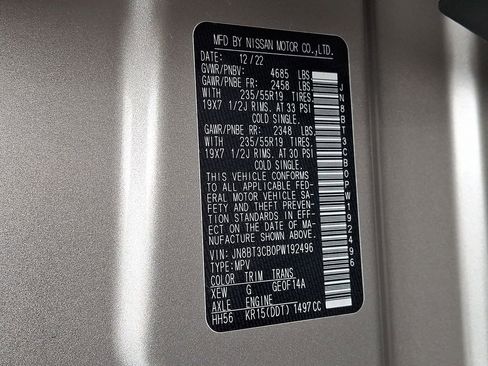 MFD BY NISSAN MOTOR CO.,LTD.
DATE: 12/22
GVWR/PNBV: 4685 LBS
GAWR/PNBE FR: 2458 LBS.
WITH 235/55R19 TIRES.
19X7 1/2J RIMS. AT 33 PSI
COLD SINGLE.
GAWR/PNBE RR: 2348 LBS.
WITH 235/55R19 TIRES.
19X7 1/2J RIMS. AT 30 PSI
COLD SINGLE.
THIS VEHICLE CONFORMS
TO ALL APPLICABLE FED-
ERAL MOTOR VEHICLE SA-
FETY AND THEFT PREVEN-
TION STANDARDS IN EFF-
ECT ON THE DATE OF MA-
NUFACTURE SHOWN ABOVE.
VIN: JN8BT3CB0PW192496
TYPE: MPV
COLOR TRIM TRANS
XEW G GE0F14A
AXLE ENGINE
HH56 KR15(DDT) 1497CC
JN8BT3CB0PW192496